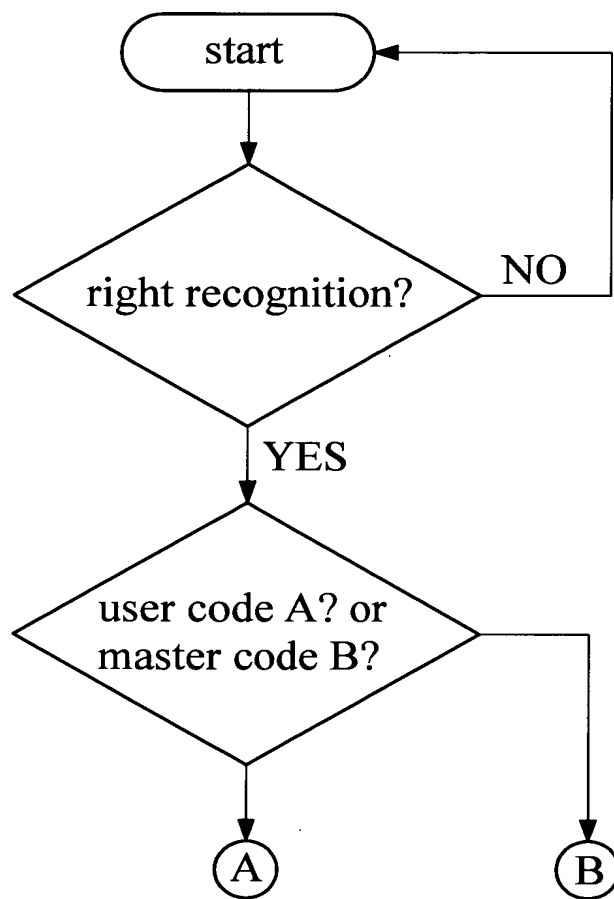 start
right recognition?
NO
YES
user code A? or
master code B?
A
B